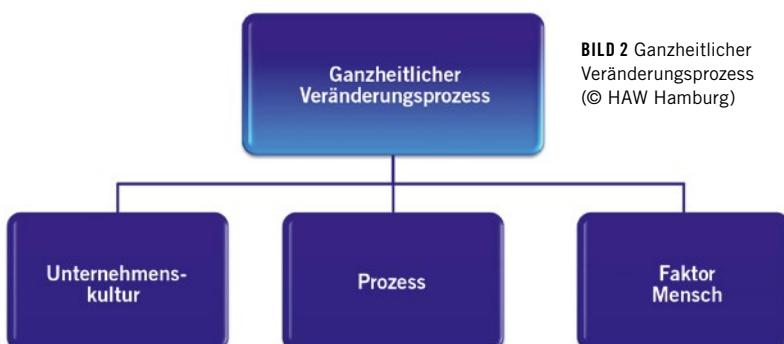 Ganzheitlicher
Veränderungsprozess
BILD 2 Ganzheitlicher
Veränderungsprozess
(© HAW Hamburg)
Unternehmens-
kultur
Prozess
Faktor
Mensch